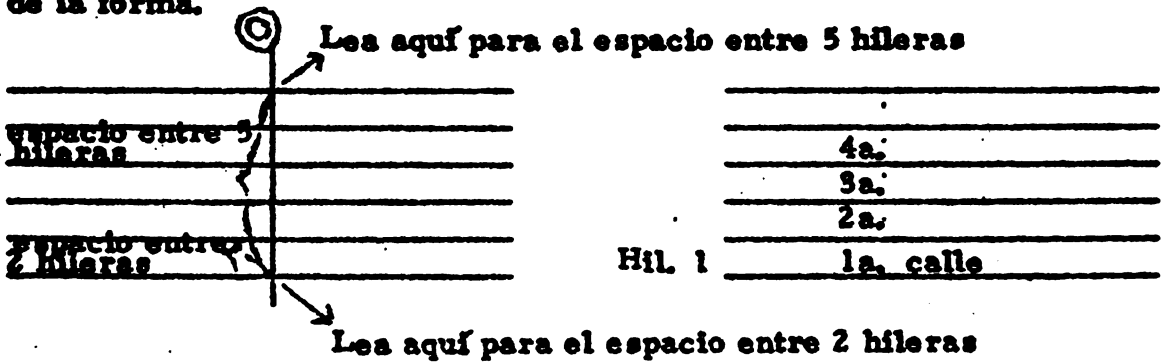 de la forma.
Lea aquí para el espacio entre 5 hileras
espacio entre 5
hileras
4a.
3a.
2a.
espacio entre
2 hileras
Hil. 1 1a. calle
Lea aquí para el espacio entre 2 hileras